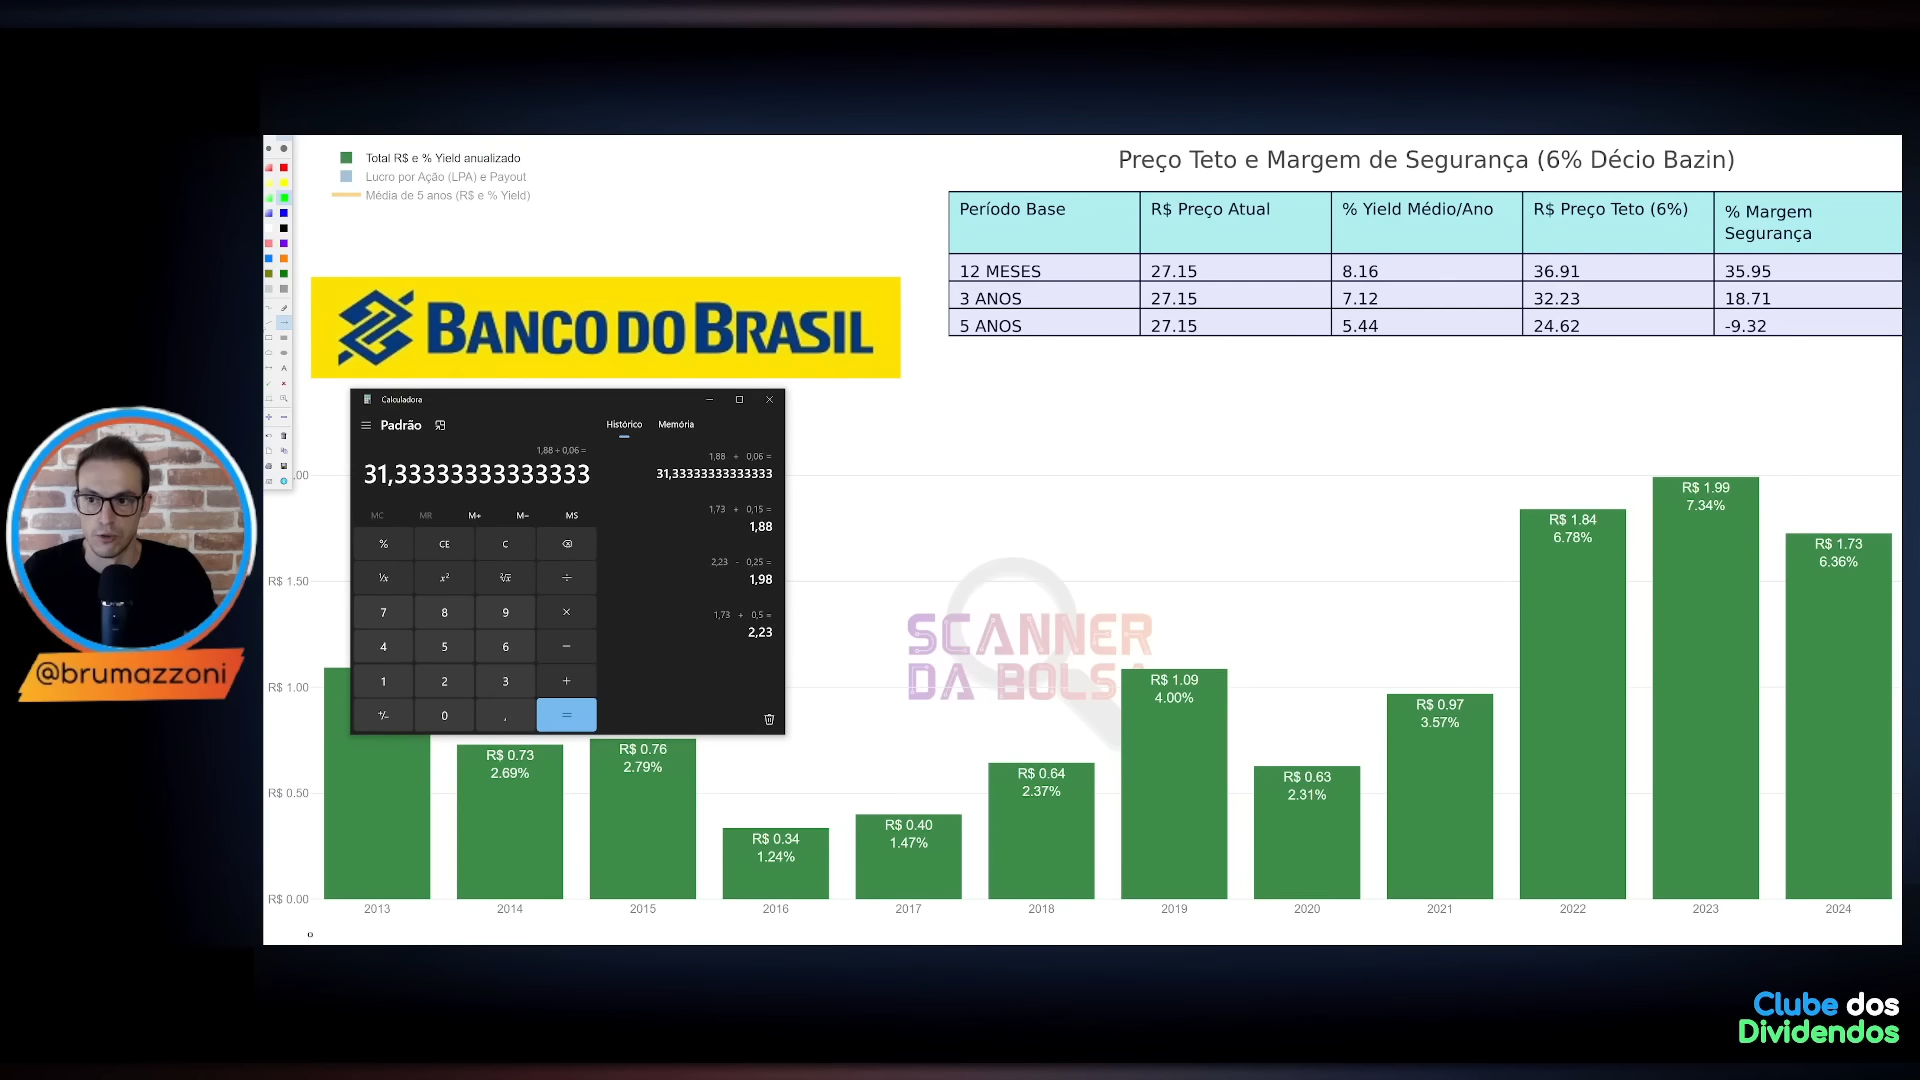 Total R$ e % Yield anualizado
Lucro por Ação (LPA) e Payout
Média de 5 anos (R$ e % Yield)
Preço Teto e Margem de Segurança (6% Décio Bazin)
Período Base R$ Preço Atual % Yield Médio/Ano R$ Preço Teto (6%) % Margem Segurança
12 MESES 27.15 8.16 36.91 35.95
3 ANOS 27.15 7.12 32.23 18.71
5 ANOS 27.15 5.44 24.62 -9.32
BANCO DO BRASIL
Calculadora
Padrão
Histórico Memória
1,88 ÷ 0,06 =
31,33333333333333
1,88 ÷ 0,06 =
31,33333333333333
1,73 + 0,15 =
1,88
2,23 - 0,25 =
1,98
1,73 + 0,5 =
2,23
MC MR M+ M- MS
% CE C
¹/x x² ²√x ÷
7 8 9 ×
4 5 6 −
1 2 3 +
+/- 0 , =
SCANNER
DA BOLS
.00
R$ 1.50
R$ 1.00
R$ 0.50
R$ 0.00
R$ 0.73
2.69%
R$ 0.76
2.79%
R$ 0.34
1.24%
R$ 0.40
1.47%
R$ 0.64
2.37%
R$ 1.09
4.00%
R$ 0.63
2.31%
R$ 0.97
3.57%
R$ 1.84
6.78%
R$ 1.99
7.34%
R$ 1.73
6.36%
2013 2014 2015 2016 2017 2018 2019 2020 2021 2022 2023 2024
@brumazzoni
Clube dos
Dividendos